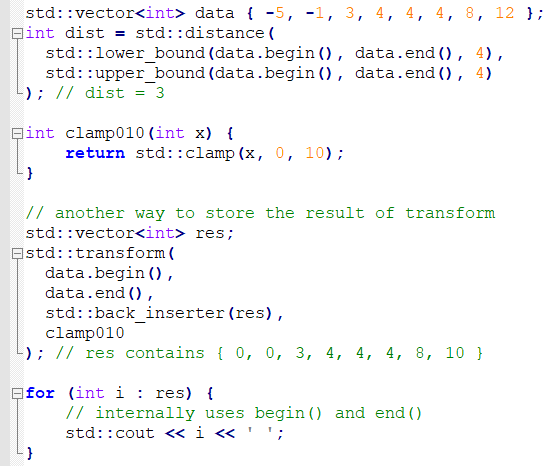 std::vector<int> data { -5, -1, 3, 4, 4, 4, 8, 12 };
int dist = std::distance(
  std::lower_bound(data.begin(), data.end(), 4),
  std::upper_bound(data.begin(), data.end(), 4)
); // dist = 3

int clamp010(int x) {
    return std::clamp(x, 0, 10);
}

// another way to store the result of transform
std::vector<int> res;
std::transform(
  data.begin(),
  data.end(),
  std::back_inserter(res),
  clamp010
); // res contains { 0, 0, 3, 4, 4, 4, 8, 10 }

for (int i : res) {
    // internally uses begin() and end()
    std::cout << i << ' ';
}